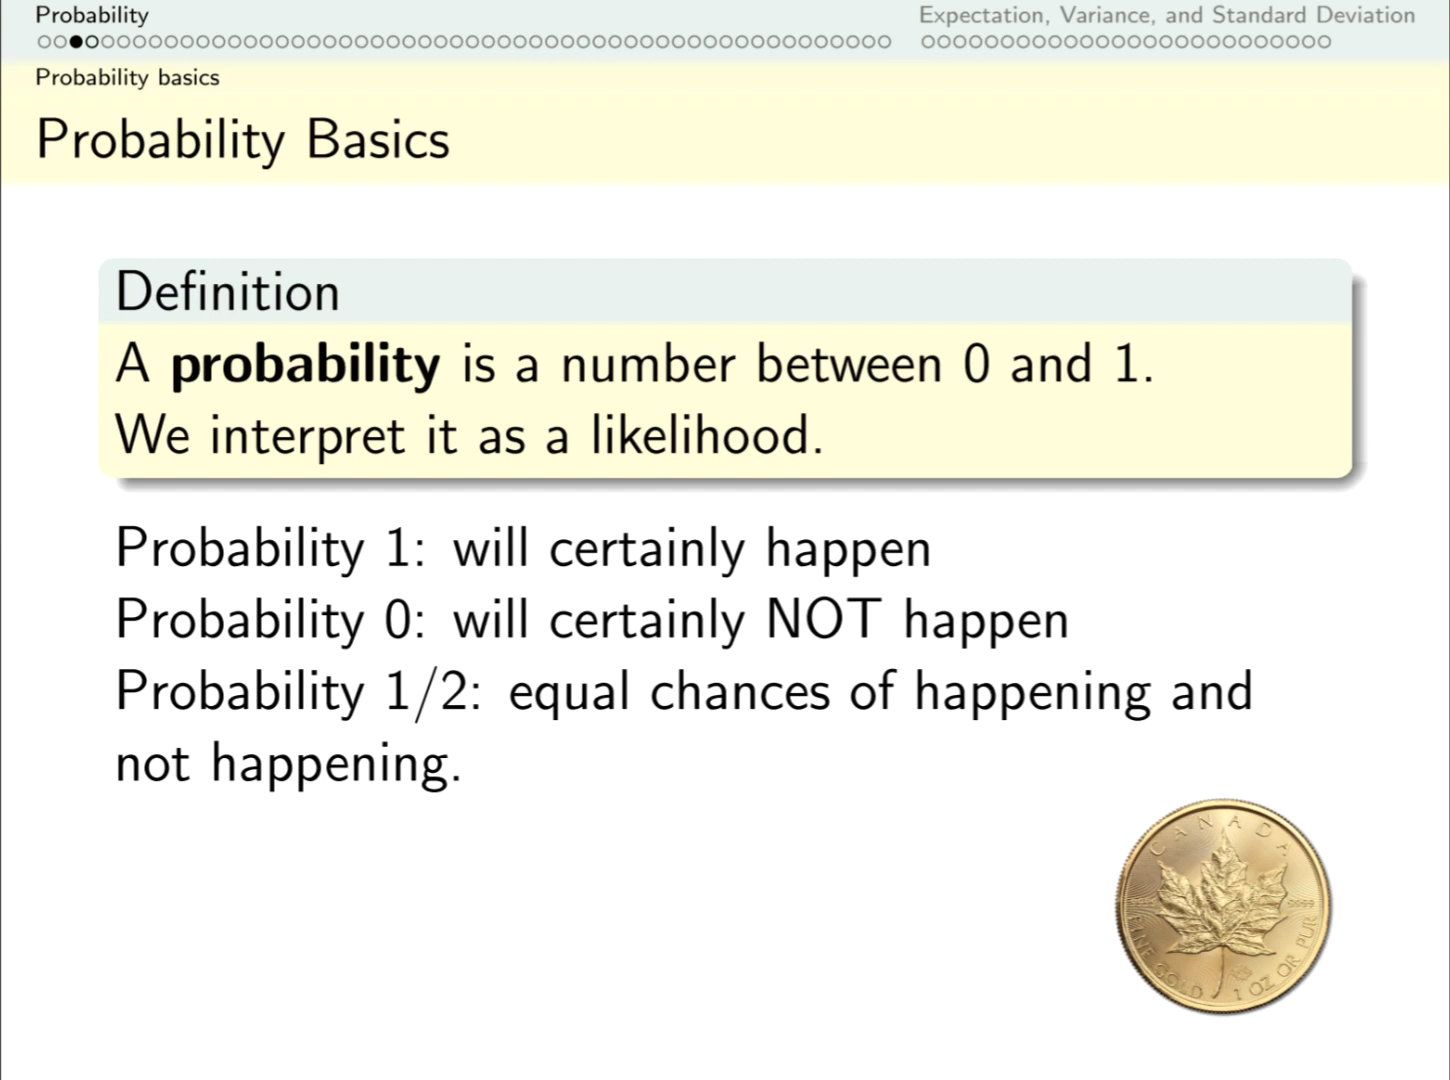 Probability
Expectation, Variance, and Standard Deviation
Probability basics
Probability Basics
Definition
A probability is a number between 0 and 1.
We interpret it as a likelihood.
Probability 1: will certainly happen
Probability 0: will certainly NOT happen
Probability 1/2: equal chances of happening and
not happening.
CANADA
9999
FINE GOLD 1 OZ OR PUR